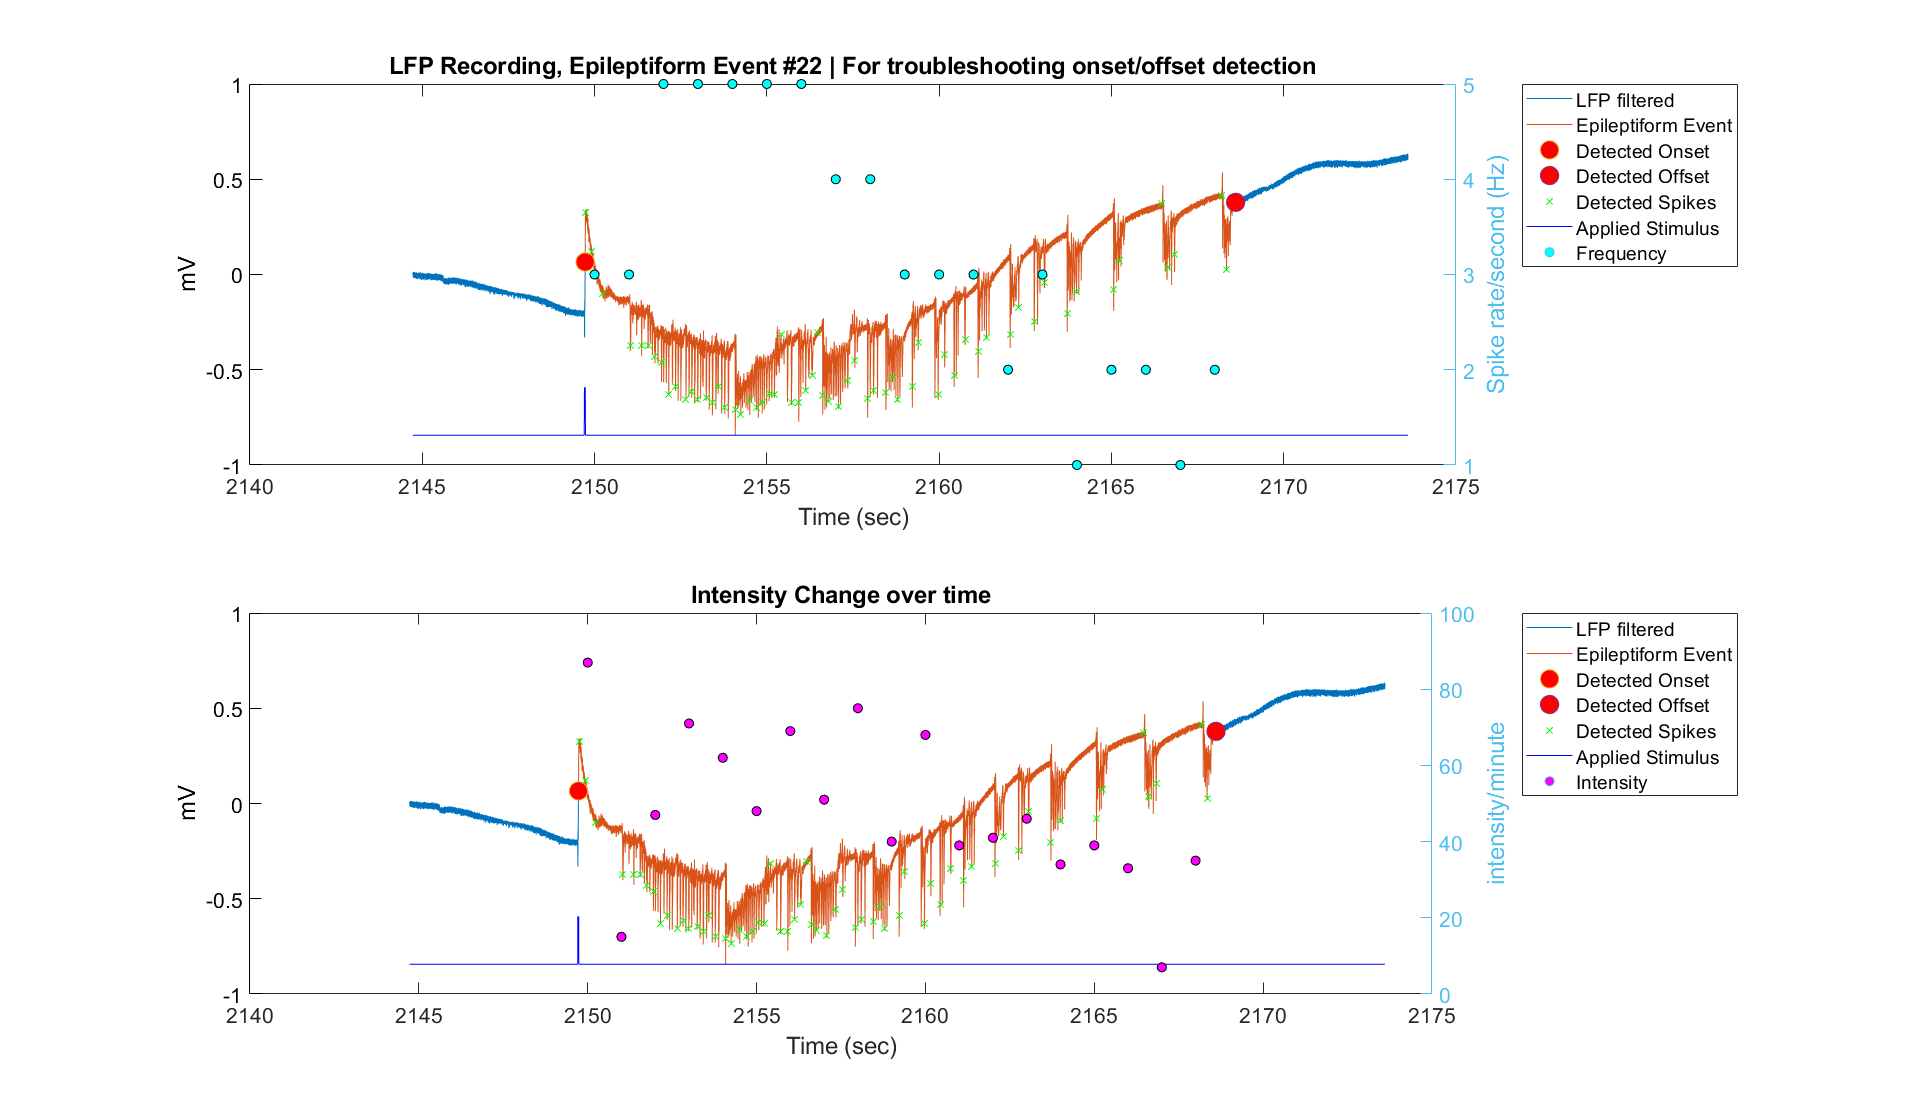 LFP Recording, Epileptiform Event #22 | For troubleshooting onset/offset detection
1
0.5
0
-0.5
-1
mV
5
4
3
2
1
Spike rate/second (Hz)
2140 2145 2150 2155 2160 2165 2170 2175
Time (sec)
LFP filtered
Epileptiform Event
Detected Onset
Detected Offset
Detected Spikes
Applied Stimulus
Frequency
Intensity Change over time
1
0.5
0
-0.5
-1
mV
100
80
60
40
20
0
intensity/minute
2140 2145 2150 2155 2160 2165 2170 2175
Time (sec)
LFP filtered
Epileptiform Event
Detected Onset
Detected Offset
Detected Spikes
Applied Stimulus
Intensity